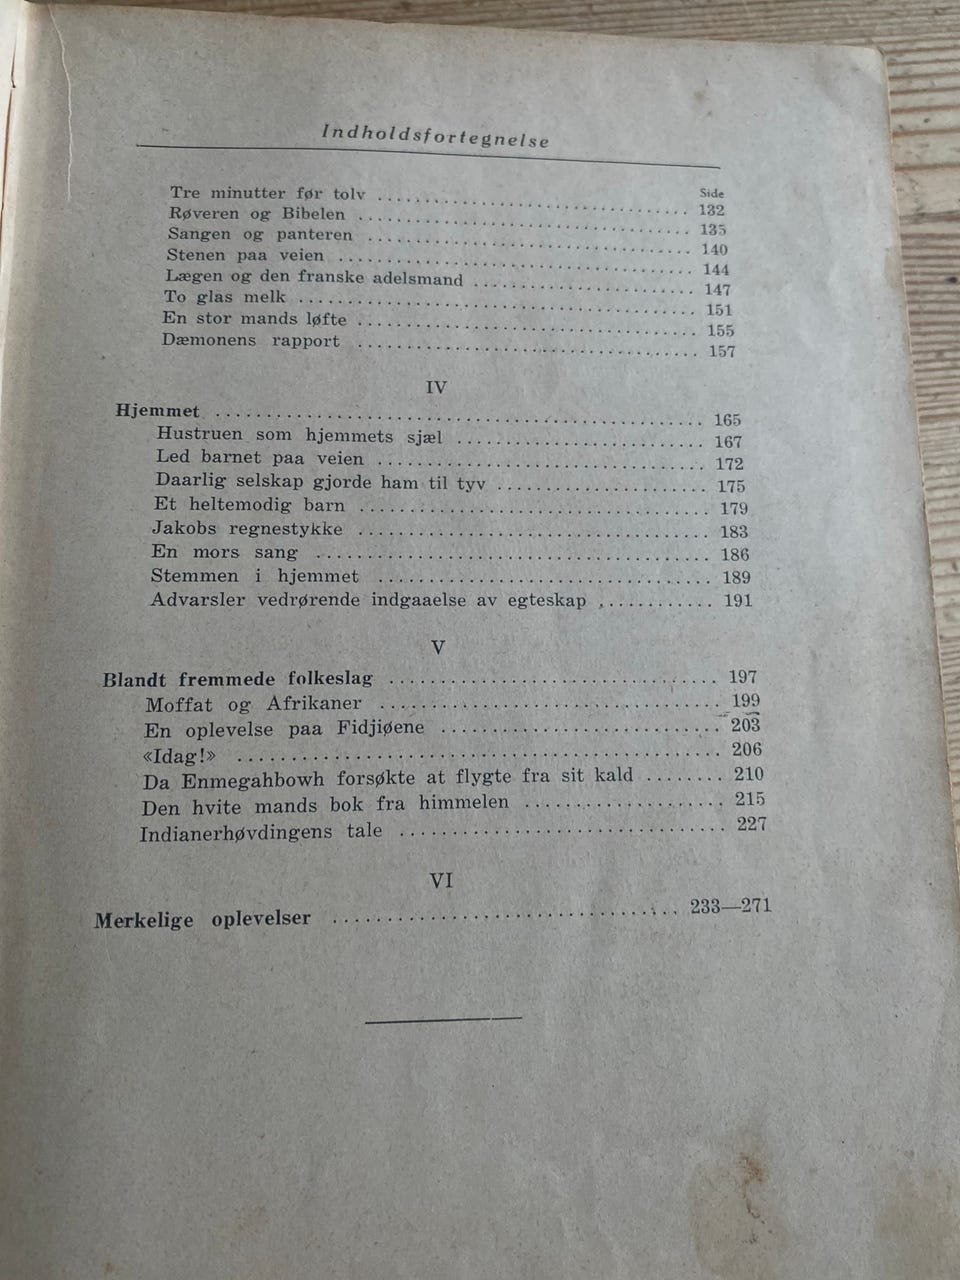 Indholdsfortegnelse
Side
Tre minutter før tolv ........................ 132
Røveren og Bibelen ........................ 135
Sangen og panteren ........................ 140
Stenen paa veien ........................ 144
Lægen og den franske adelsmand ........................ 147
To glas melk ........................ 151
En stor mands løfte ........................ 155
Dæmonens rapport ........................ 157
IV
Hjemmet ........................ 165
Hustruen som hjemmets sjæl ........................ 167
Led barnet paa veien ........................ 172
Daarlig selskap gjorde ham til tyv ........................ 175
Et heltemodig barn ........................ 179
Jakobs regnestykke ........................ 183
En mors sang ........................ 186
Stemmen i hjemmet ........................ 189
Advarsler vedrørende indgaaelse av egteskap ............ 191
V
Blandt fremmede folkeslag ........................ 197
Moffat og Afrikaner ........................ 199
En oplevelse paa Fidjiøene ........................ 203
«Idag!» ........................ 206
Da Enmegahbowh forsøkte at flygte fra sit kald ........ 210
Den hvite mands bok fra himmelen ........................ 215
Indianerhøvdingens tale ........................ 227
VI
Merkelige oplevelser ........................ 233—271